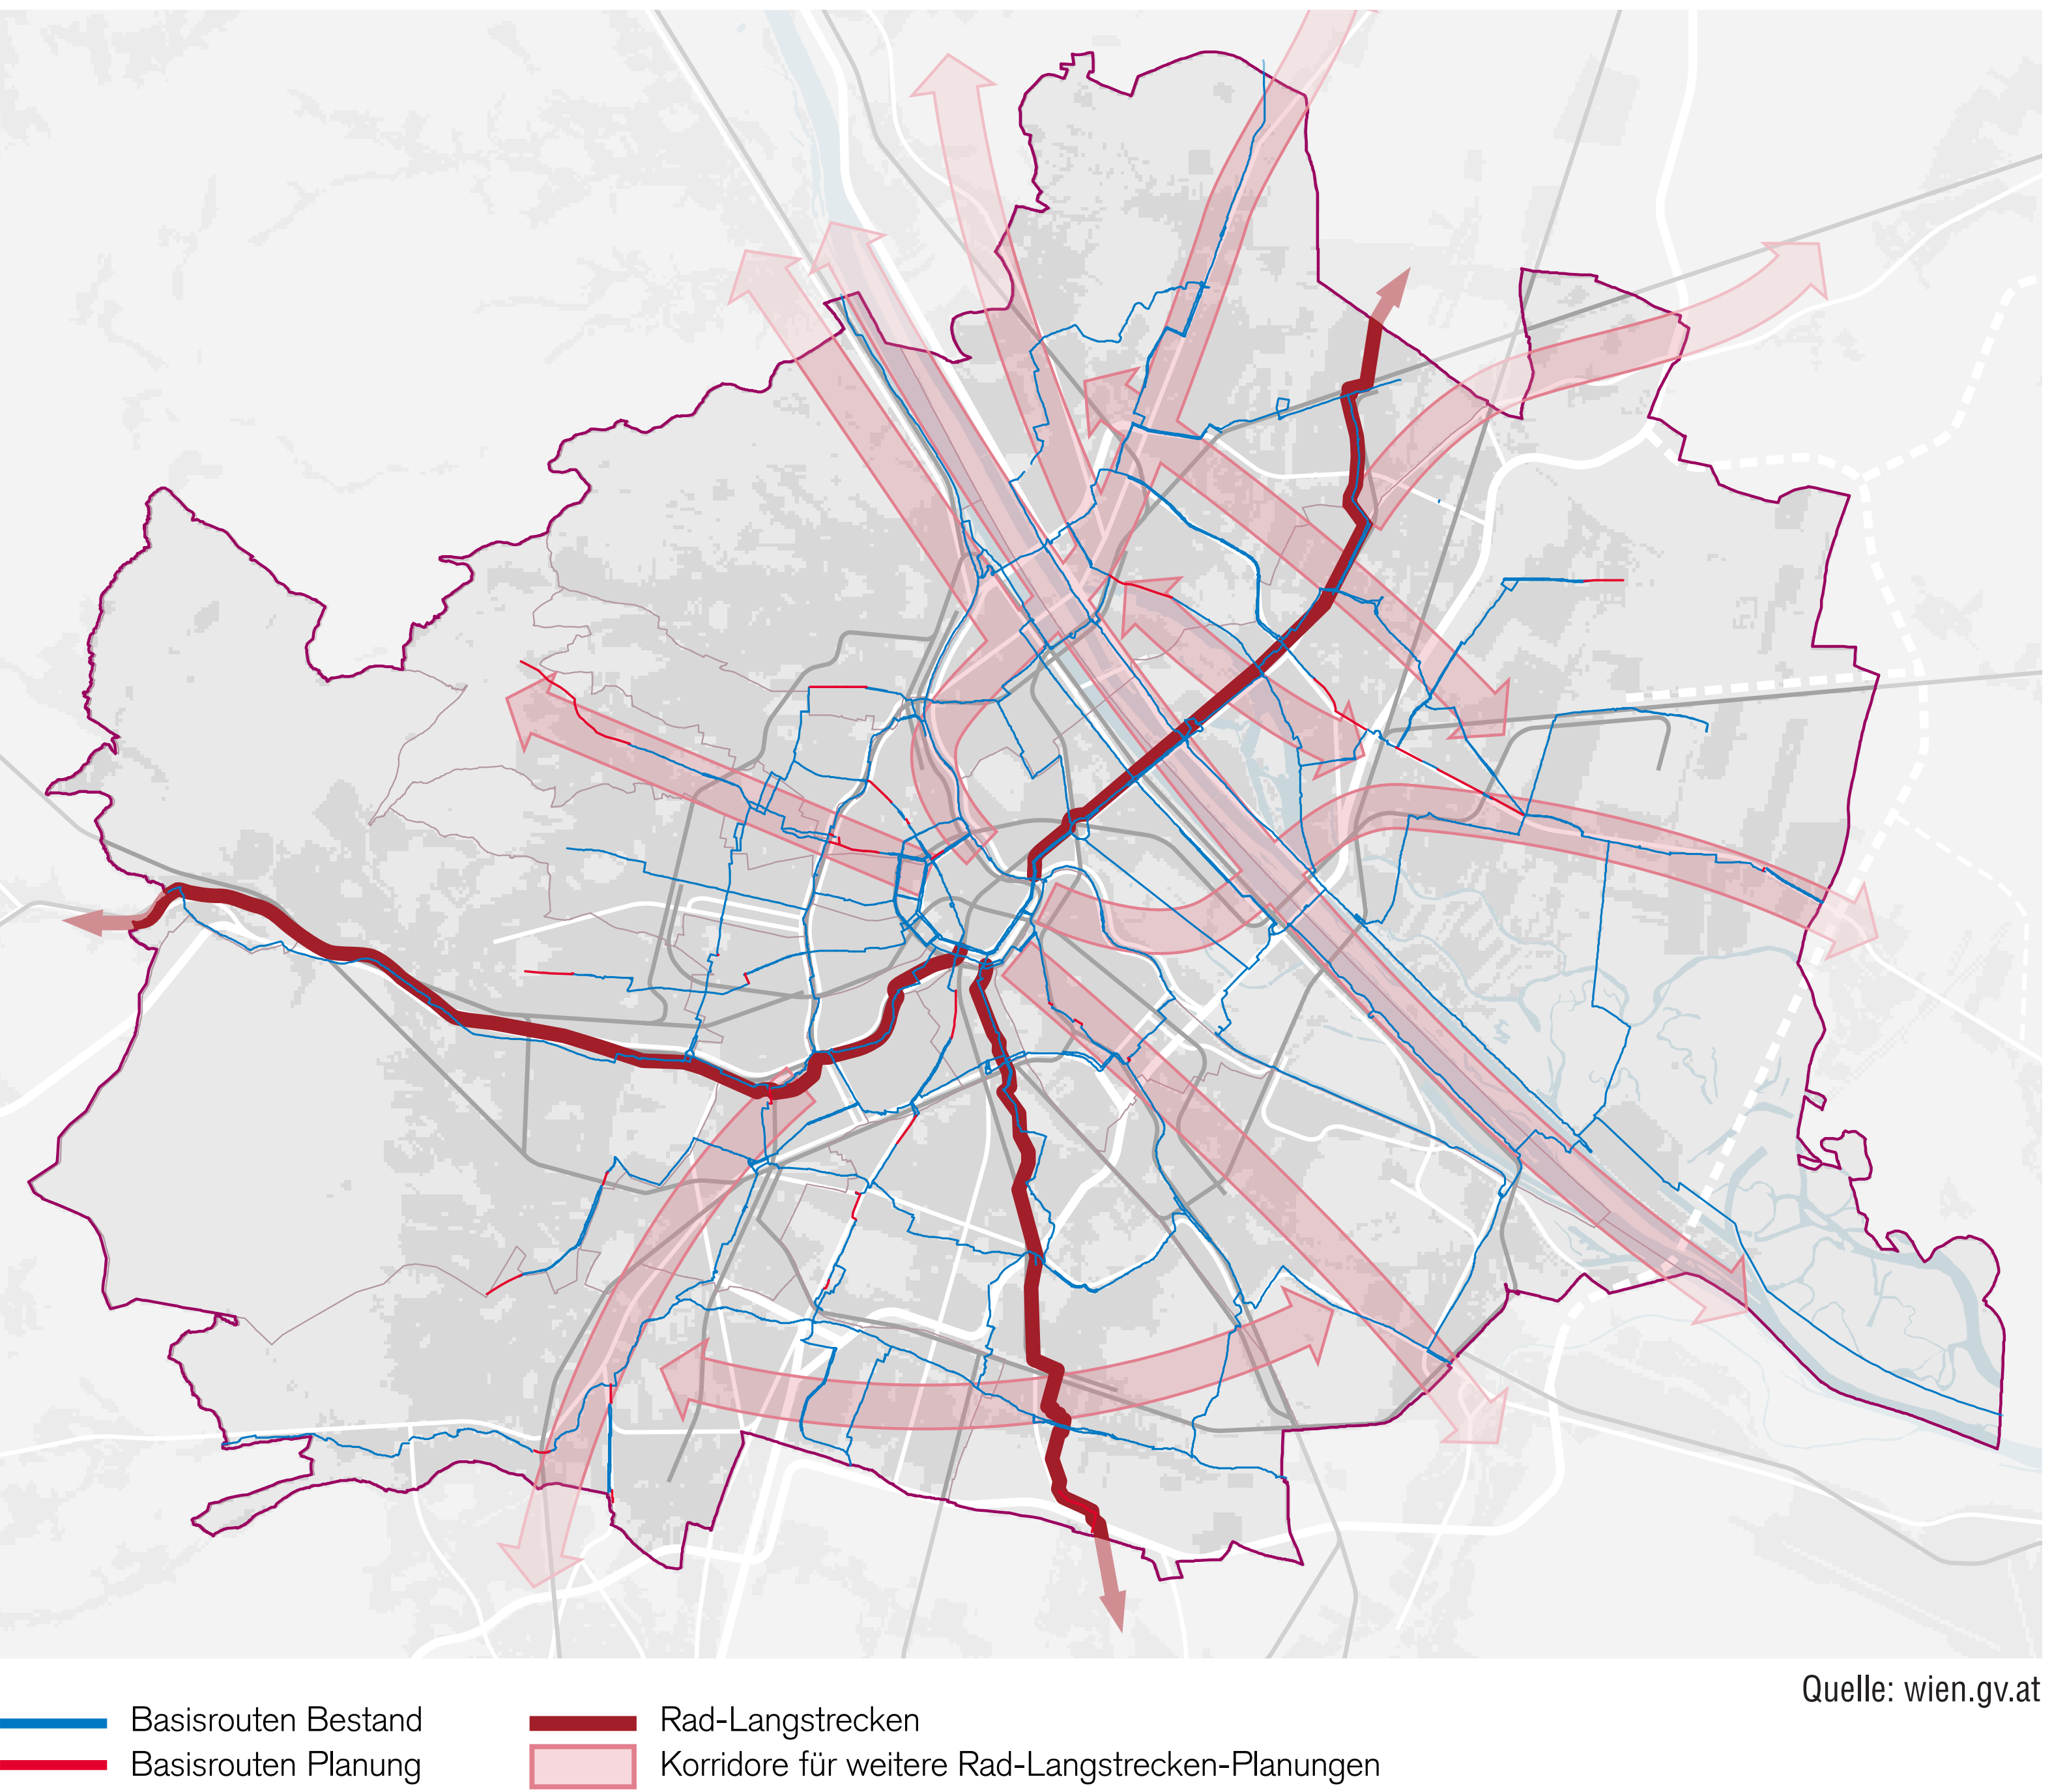 Quelle: wien.gv.at
Basisrouten Bestand
Basisrouten Planung
Rad-Langstrecken
Korridore für weitere Rad-Langstrecken-Planungen